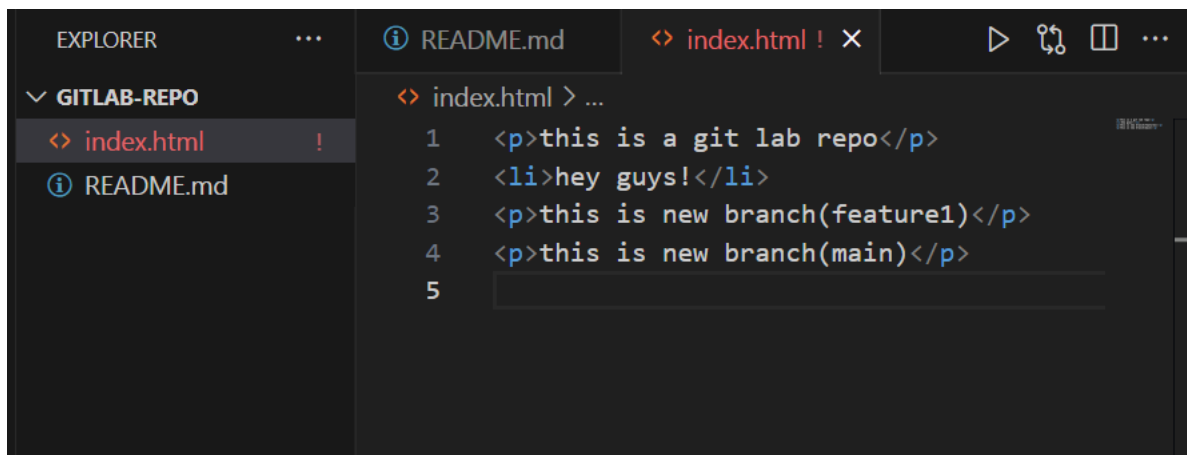 EXPLORER ...
README.md index.html ! ...
GITLAB-REPO
index.html > ...
index.html !
README.md
1 <p>this is a git lab repo</p>
2 <li>hey guys!</li>
3 <p>this is new branch(feature1)</p>
4 <p>this is new branch(main)</p>
5